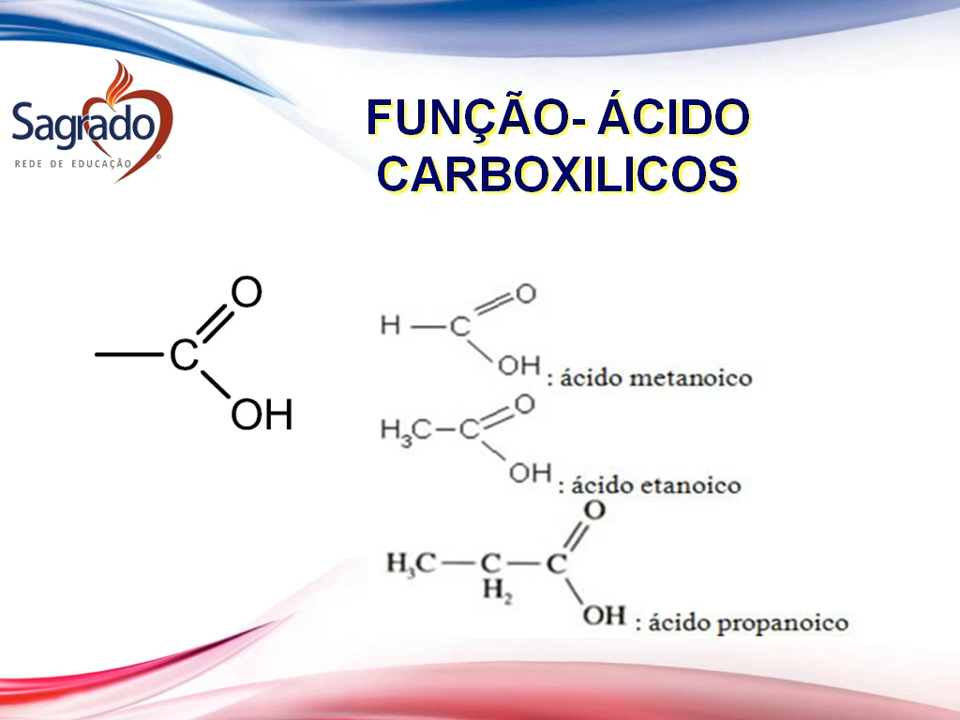 Sagrado
REDE DE EDUCAÇÃO
®
FUNÇÃO- ÁCIDO
CARBOXILICOS
O
C
OH
O
H — C
OH : ácido metanoico
O
H₃C — C
OH : ácido etanoico
O
H₃C — C — C
H₂
OH : ácido propanoico